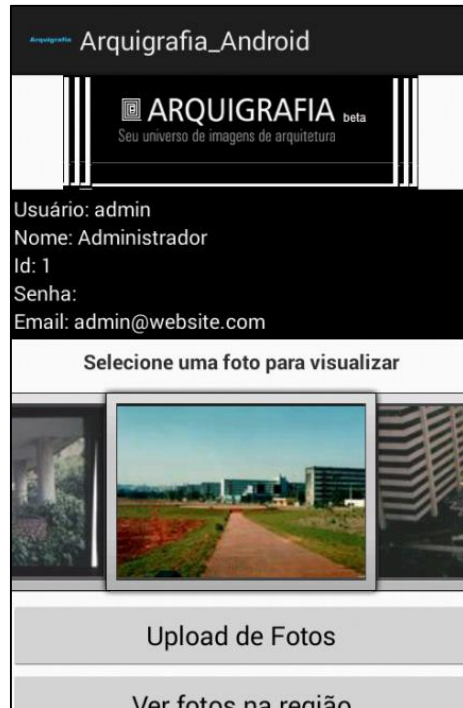 Arquigrafia Arquigrafia_Android
ARQUIGRAFIA beta
Seu universo de imagens de arquitetura
Usuário: admin
Nome: Administrador
Id: 1
Senha:
Email: admin@website.com
Selecione uma foto para visualizar
Upload de Fotos
Ver fotos na região